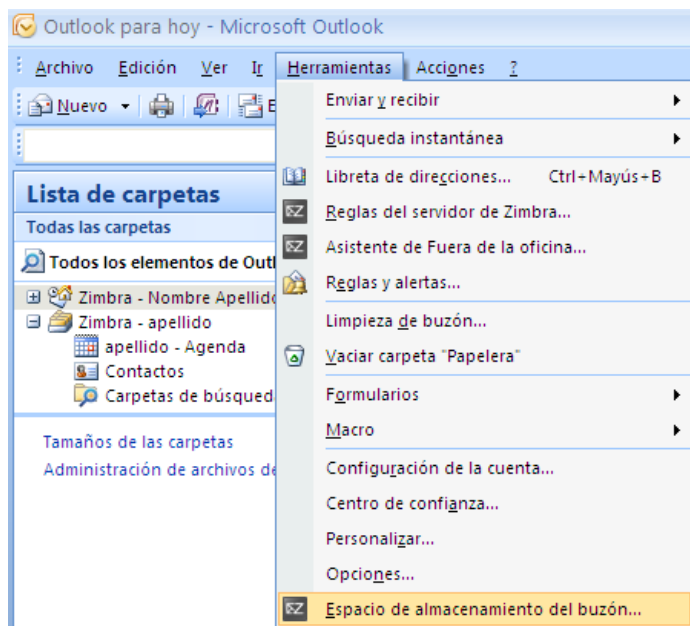 Outlook para hoy - Microsoft Outlook
Archivo Edición Ver Ir Herramientas Acciones ?
Nuevo E
Lista de carpetas
Todas las carpetas
Todos los elementos de Outl
Zimbra - Nombre Apellido
Zimbra - apellido
apellido - Agenda
Contactos
Carpetas de búsqued
Tamaños de las carpetas
Administración de archivos de
Enviar y recibir
Búsqueda instantánea
Libreta de direcciones... Ctrl+Mayús+B
Reglas del servidor de Zimbra...
Asistente de Fuera de la oficina...
Reglas y alertas...
Limpieza de buzón...
Vaciar carpeta "Papelera"
Formularios
Macro
Configuración de la cuenta...
Centro de confianza...
Personalizar...
Opciones...
Espacio de almacenamiento del buzón...